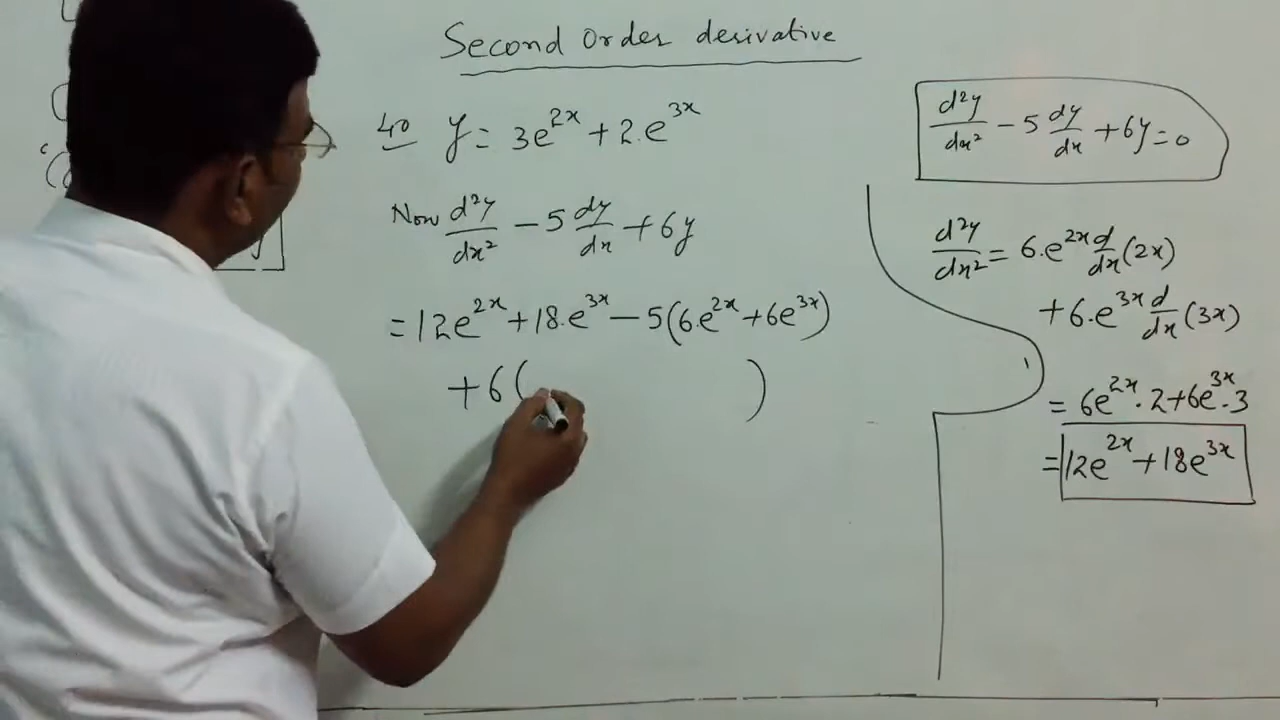 Second Order derivative
40 y = 3e^{2x} + 2.e^{3x}
Now d²y/dx² - 5 dy/dx + 6y
= 12e^{2x} + 18.e^{3x} - 5(6.e^{2x} + 6e^{3x})
+ 6( )
d²y/dx² - 5 dy/dx + 6y = 0
d²y/dx² = 6.e^{2x} d/dx (2x)
+ 6.e^{3x} d/dx (3x)
= 6e^{2x} . 2 + 6e^{3x} . 3
= 12e^{2x} + 18e^{3x}